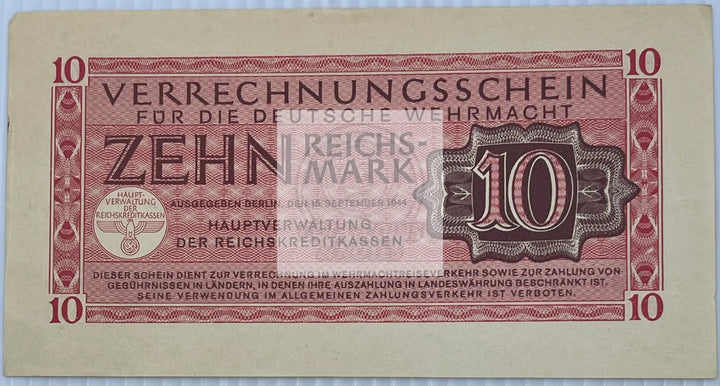 10 10
VERRECHNUNGSSCHEIN
FÜR DIE DEUTSCHE WEHRMACHT
ZEHN REICHS-
MARK
10
AUSGEGEBEN BERLIN, DEN 15. SEPTEMBER 1944
HAUPTVERWALTUNG
DER REICHSKREDITKASSEN
HAUPT-
VERWALTUNG
DER
REICHSKREDITKASSEN
DIESER SCHEIN DIENT ZUR VERRECHNUNG IM WEHRMACHTREISEVERKEHR SOWIE ZUR ZAHLUNG VON
GEBÜHRNISSEN IN LÄNDERN, IN DENEN IHRE AUSZAHLUNG IN LANDESWÄHRUNG BESCHRÄNKT IST.
SEINE VERWENDUNG IM ALLGEMEINEN ZAHLUNGSVERKEHR IST VERBOTEN.
10 10